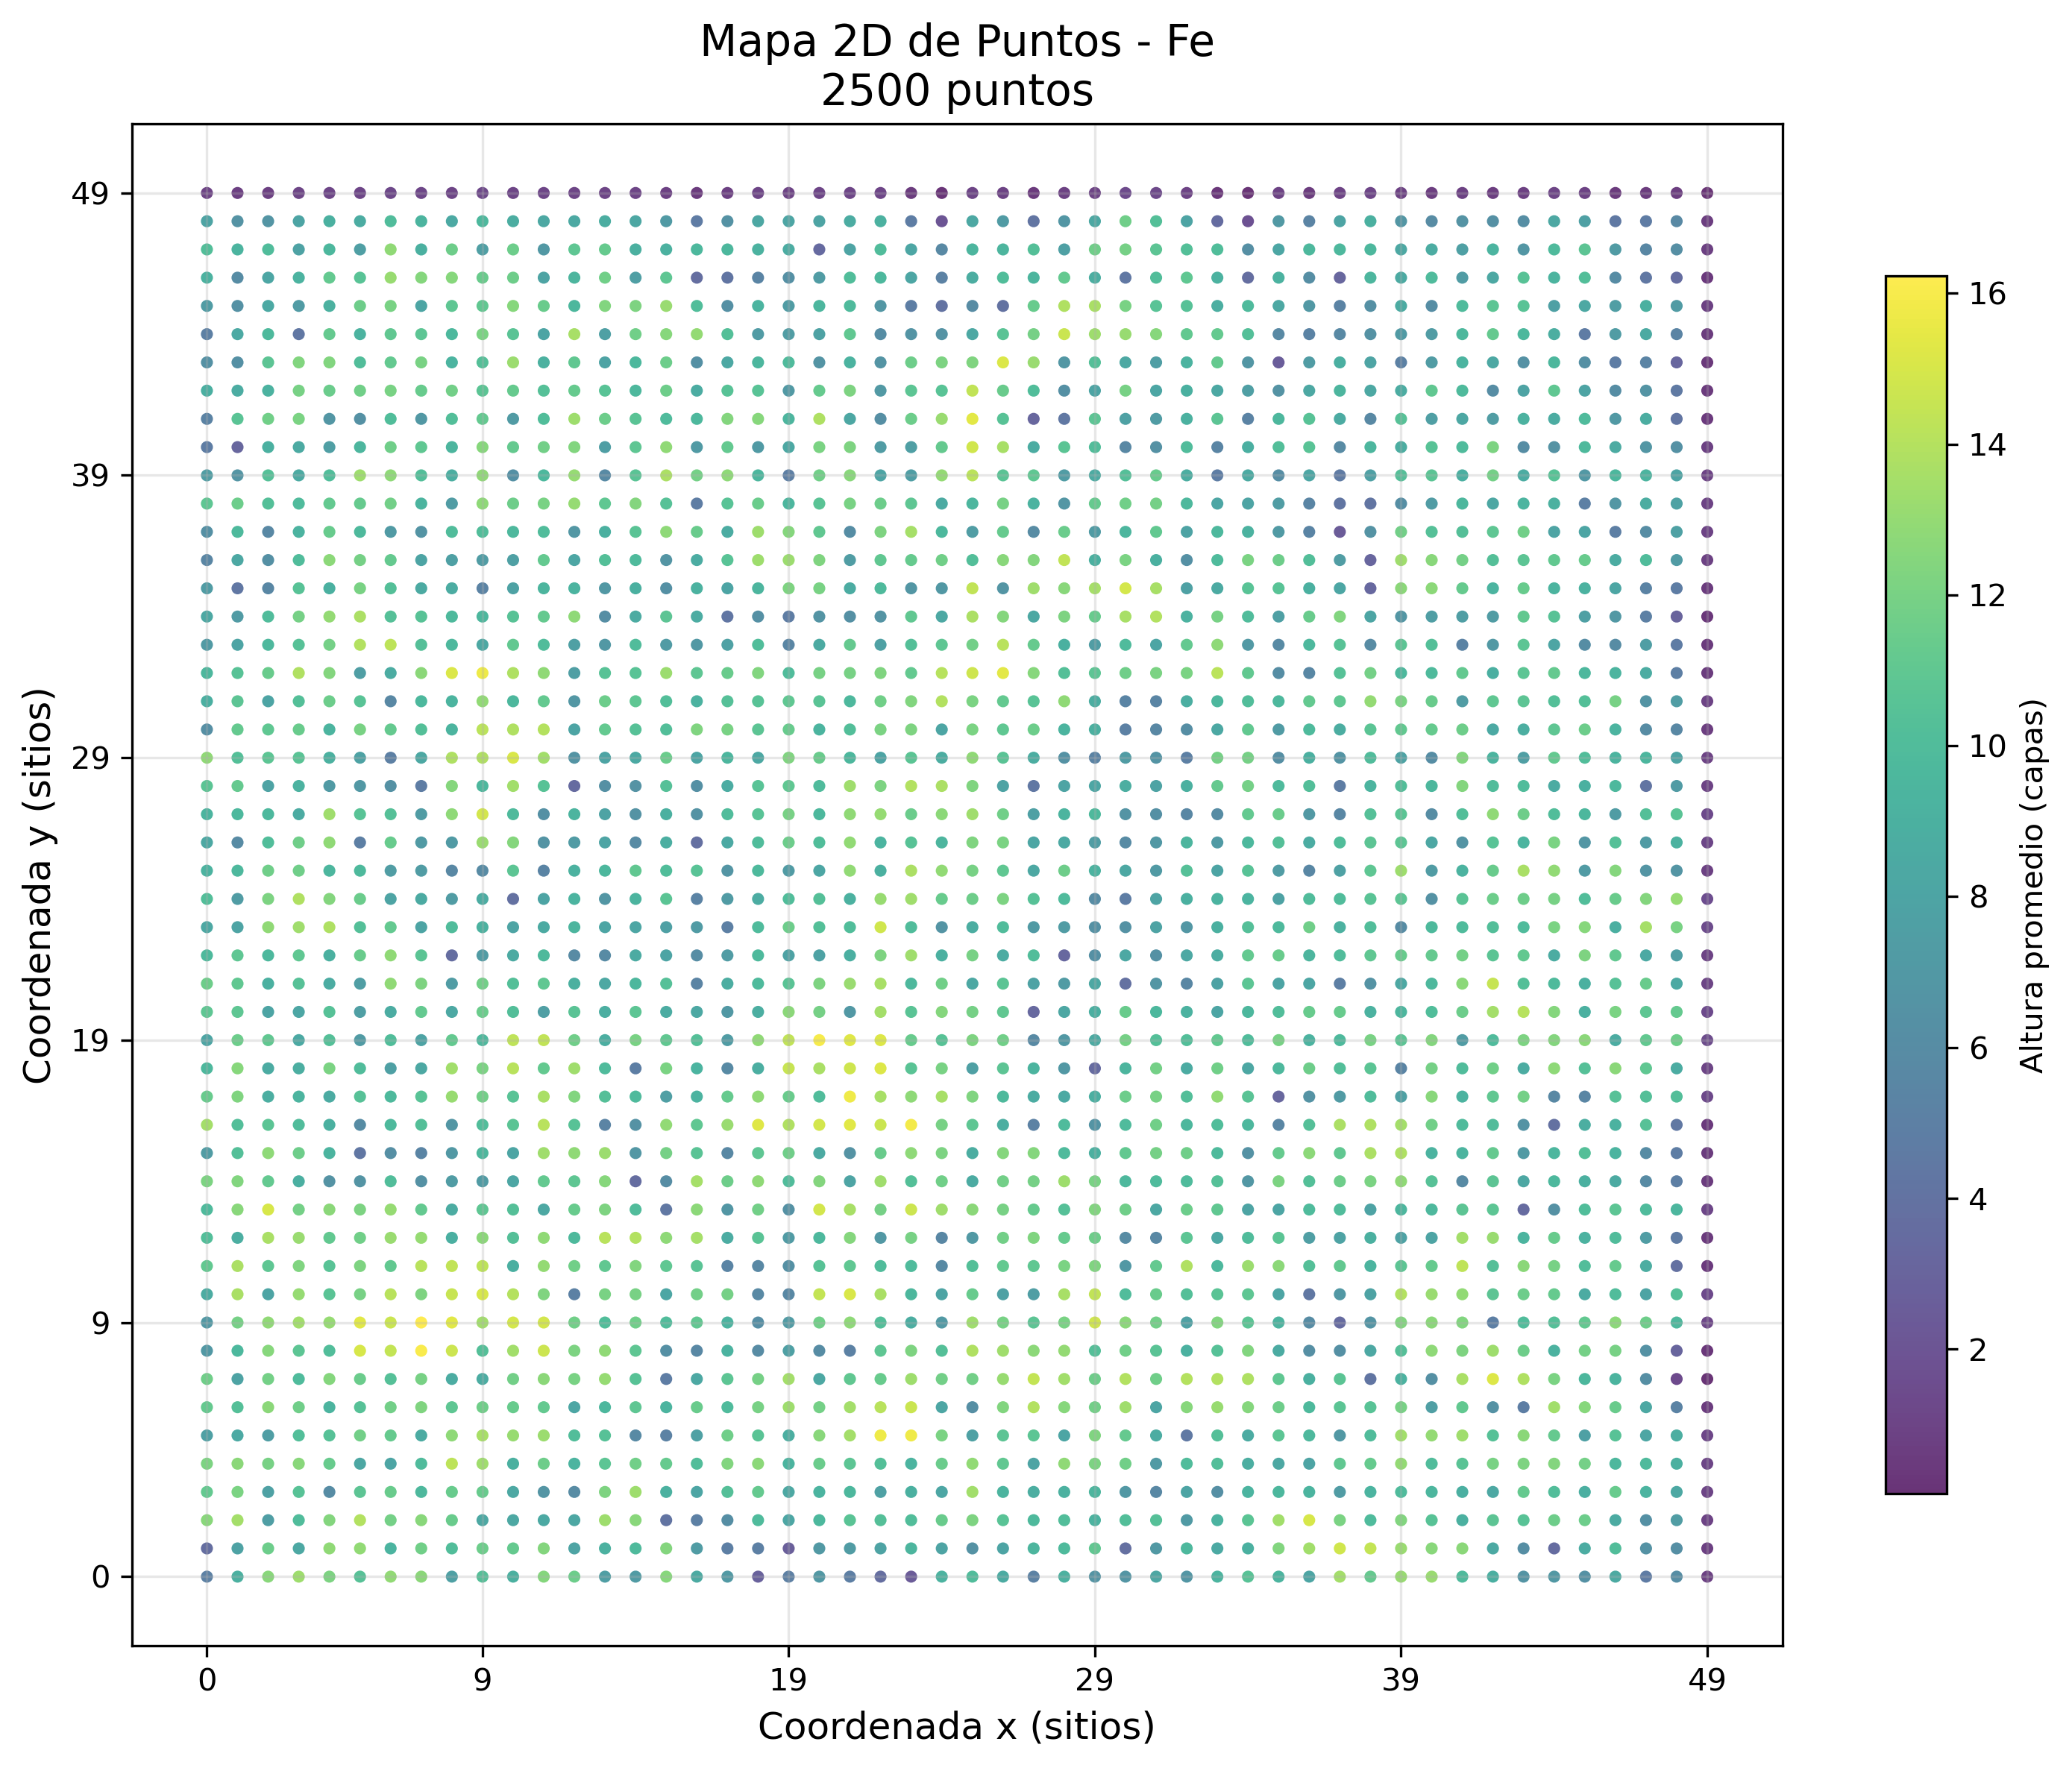 Mapa 2D de Puntos - Fe
2500 puntos
49
39
29
19
9
0
Coordenada y (sitios)
0 9 19 29 39 49
Coordenada x (sitios)
16
14
12
10
8
6
4
2
Altura promedio (capas)